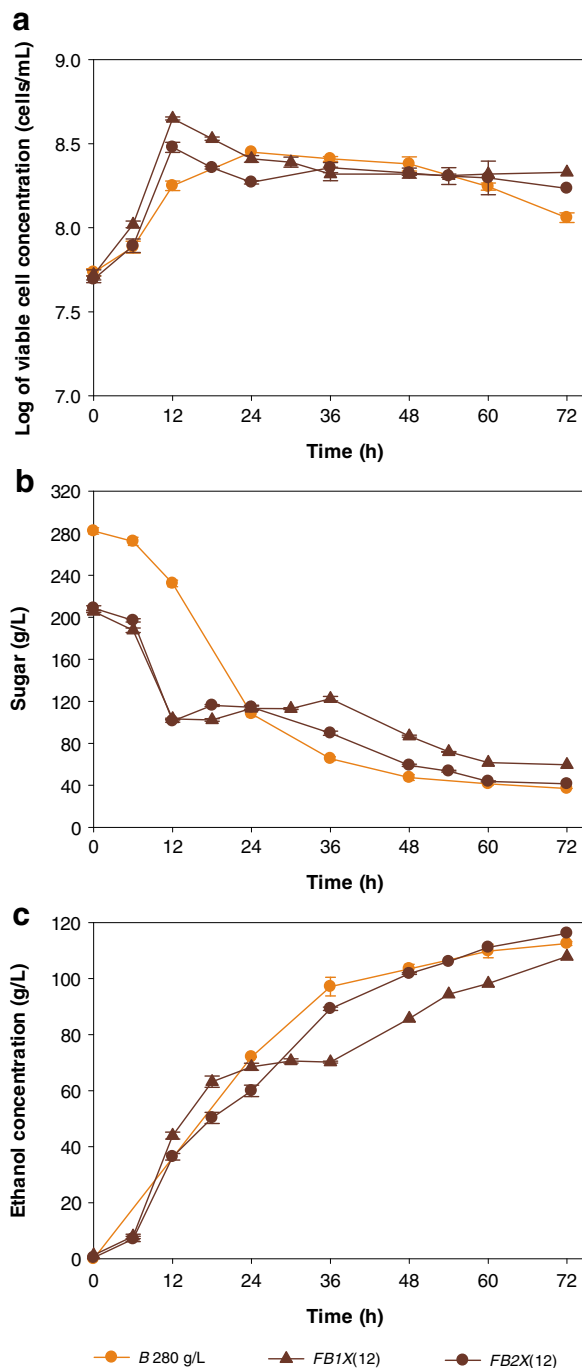 a
Log of viable cell concentration (cells/mL)
9.0
8.5
8.0
7.5
7.0
0 12 24 36 48 60 72
Time (h)
b
Sugar (g/L)
320
280
240
200
160
120
80
40
0
0 12 24 36 48 60 72
Time (h)
c
Ethanol concentration (g/L)
120
100
80
60
40
20
0
0 12 24 36 48 60 72
Time (h)
B 280 g/L FB1X(12) FB2X(12)